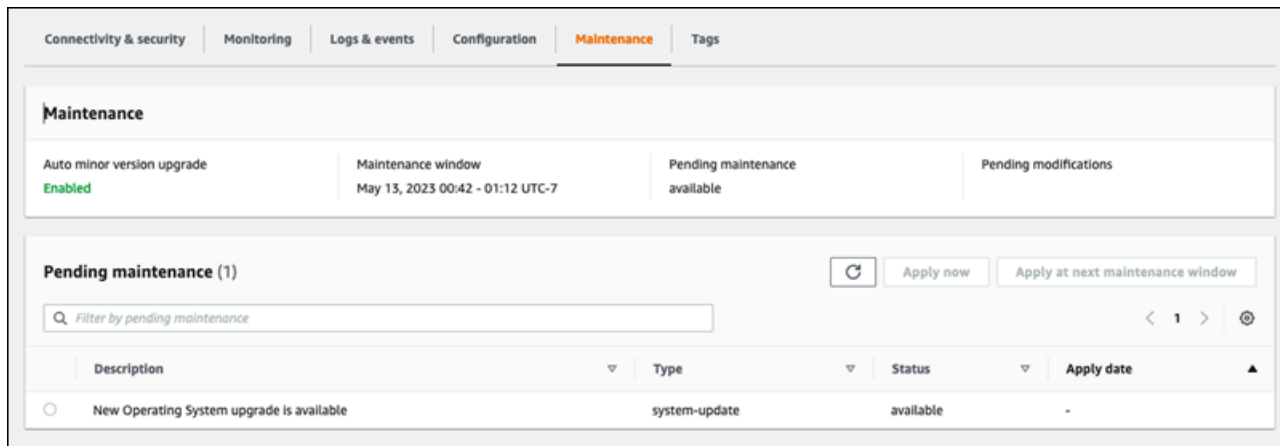 Connectivity & security Monitoring Logs & events Configuration Maintenance Tags
Maintenance
Auto minor version upgrade Maintenance window Pending maintenance Pending modifications
Enabled May 13, 2023 00:42 - 01:12 UTC-7 available
Pending maintenance (1) Apply now Apply at next maintenance window
Filter by pending maintenance 1
Description Type Status Apply date
New Operating System upgrade is available system-update available -